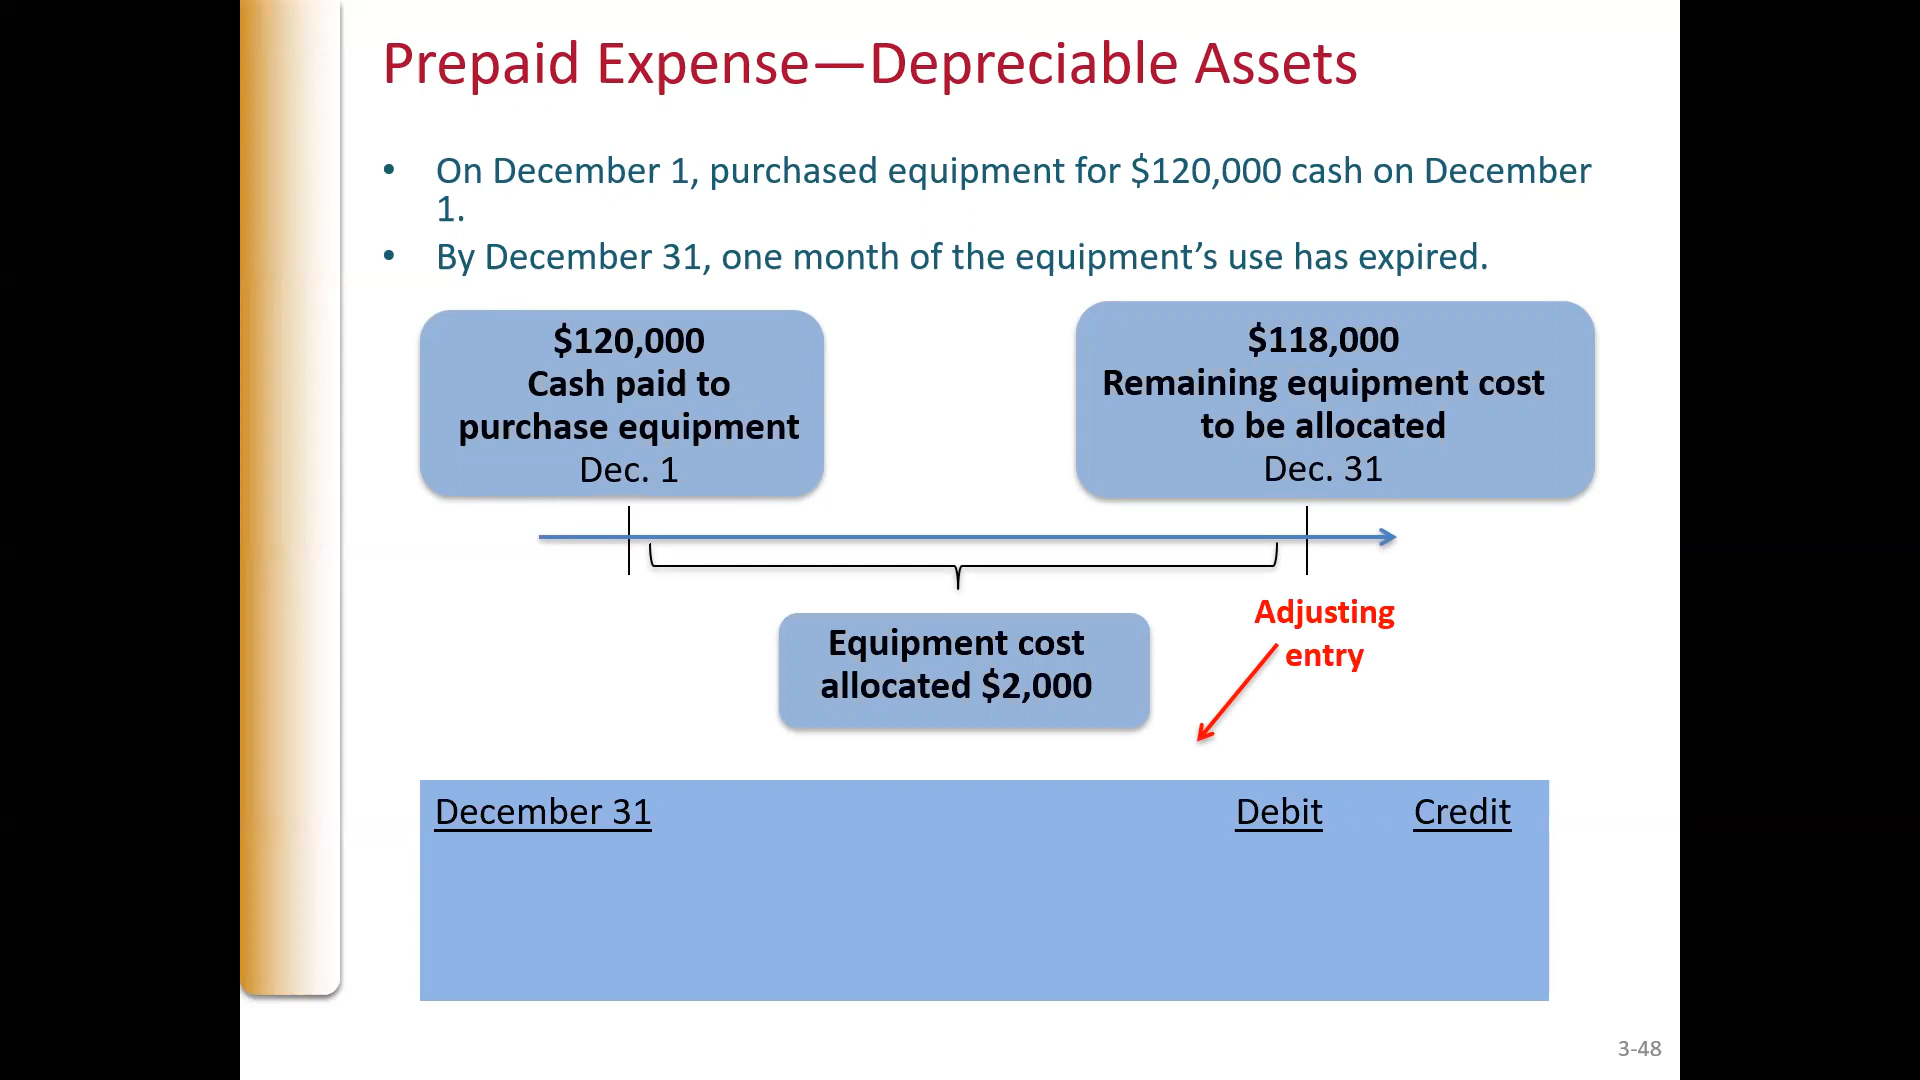 Prepaid Expense—Depreciable Assets
• On December 1, purchased equipment for $120,000 cash on December
1.
• By December 31, one month of the equipment’s use has expired.
$120,000
Cash paid to
purchase equipment
Dec. 1
$118,000
Remaining equipment cost
to be allocated
Dec. 31
Equipment cost
allocated $2,000
Adjusting
entry
December 31 Debit Credit
3-48